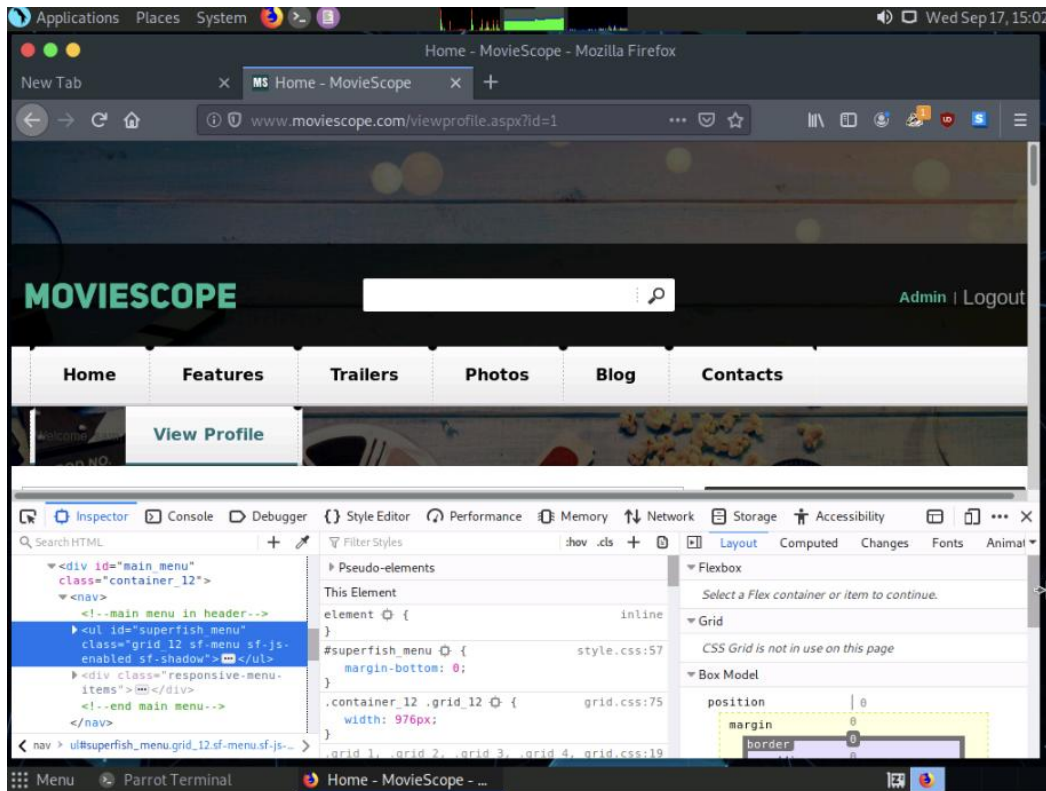 Applications Places System Wed Sep 17, 15:02
Home - MovieScope - Mozilla Firefox
New Tab × MS Home - MovieScope × +
www.moviescope.com/viewprofile.aspx?id=1
MOVIESCOPE
Admin | Logout
Home Features Trailers Photos Blog Contacts
Welcome,
View Profile
NO.
Inspector Console Debugger {} Style Editor Performance Memory Network Storage Accessibility
Search HTML + Filter Styles :hov .cls + Layout Computed Changes Fonts Animat
<div id="main_menu"
class="container_12">
<nav>
<!--main menu in header-->
<ul id="superfish_menu"
class="grid_12 sf-menu sf-js-
enabled sf-shadow"></ul>
<div class="responsive-menu-
items"></div>
<!--end main menu-->
</nav>
nav > ul#superfish_menu.grid_12.sf-menu.sf-js-...
Pseudo-elements
This Element
element { inline
}
#superfish_menu { style.css:57
margin-bottom: 0;
}
.container_12 .grid_12 { grid.css:75
width: 976px;
}
.grid_1, .grid_2, .grid_3, .grid_4, grid.css:19
Flexbox
Select a Flex container or item to continue.
Grid
CSS Grid is not in use on this page
Box Model
position 0
margin 0
border 0
0
Menu Parrot Terminal Home - MovieScope - ...